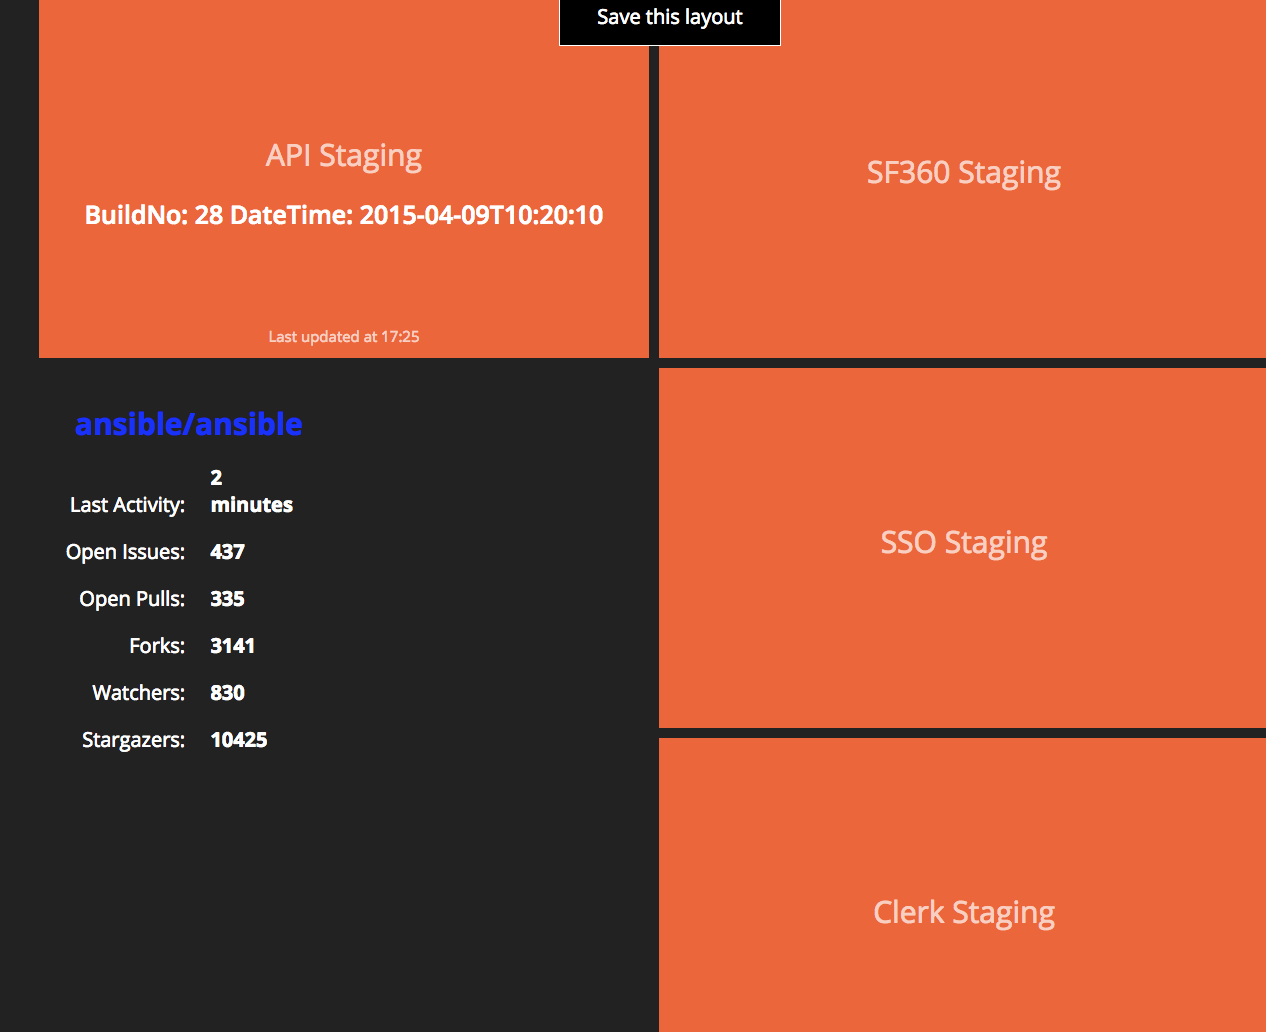 Save this layout
API Staging
BuildNo: 28 DateTime: 2015-04-09T10:20:10
Last updated at 17:25
SF360 Staging
ansible/ansible
Last Activity: 2 minutes
Open Issues: 437
Open Pulls: 335
Forks: 3141
Watchers: 830
Stargazers: 10425
SSO Staging
Clerk Staging